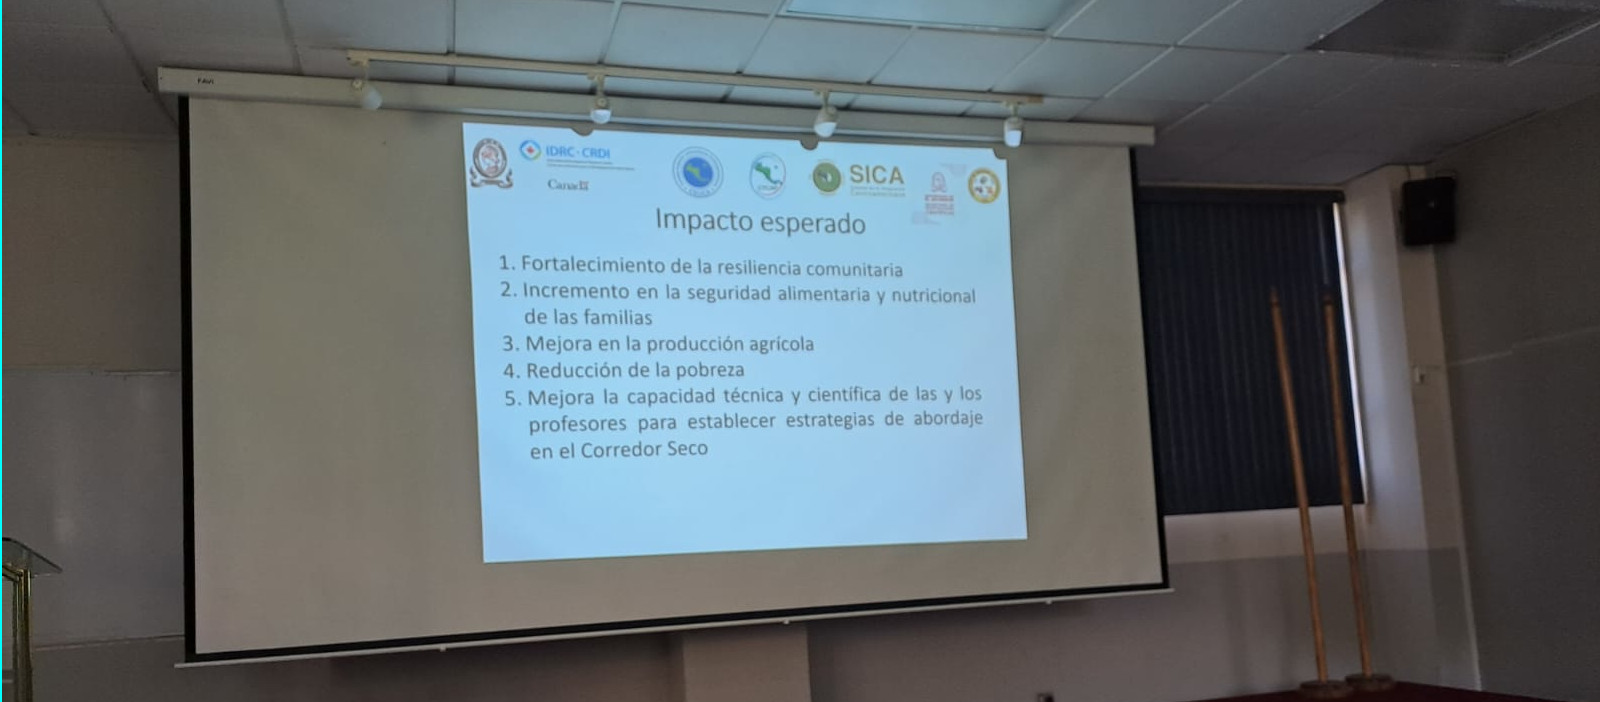 FAVI
IDRC · CRDI
Canadä
SICA
Impacto esperado
1. Fortalecimiento de la resiliencia comunitaria
2. Incremento en la seguridad alimentaria y nutricional
de las familias
3. Mejora en la producción agrícola
4. Reducción de la pobreza
5. Mejora la capacidad técnica y científica de las y los
profesores para establecer estrategias de abordaje
en el Corredor Seco